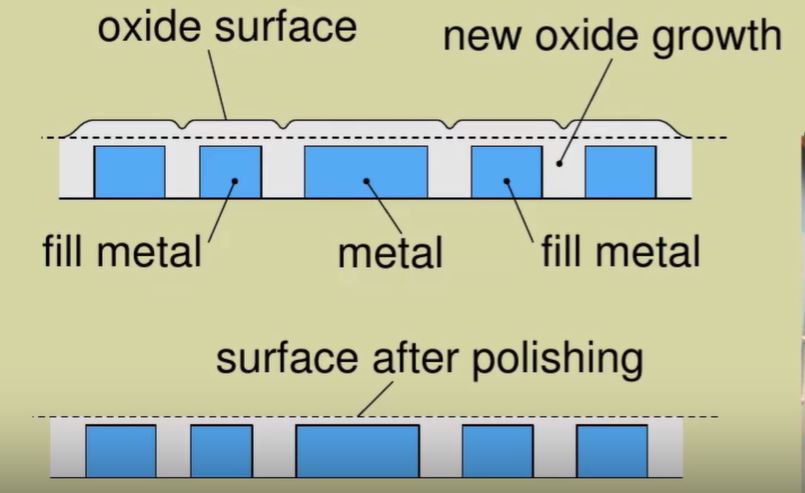 oxide surface
new oxide growth
fill metal
metal
fill metal
surface after polishing